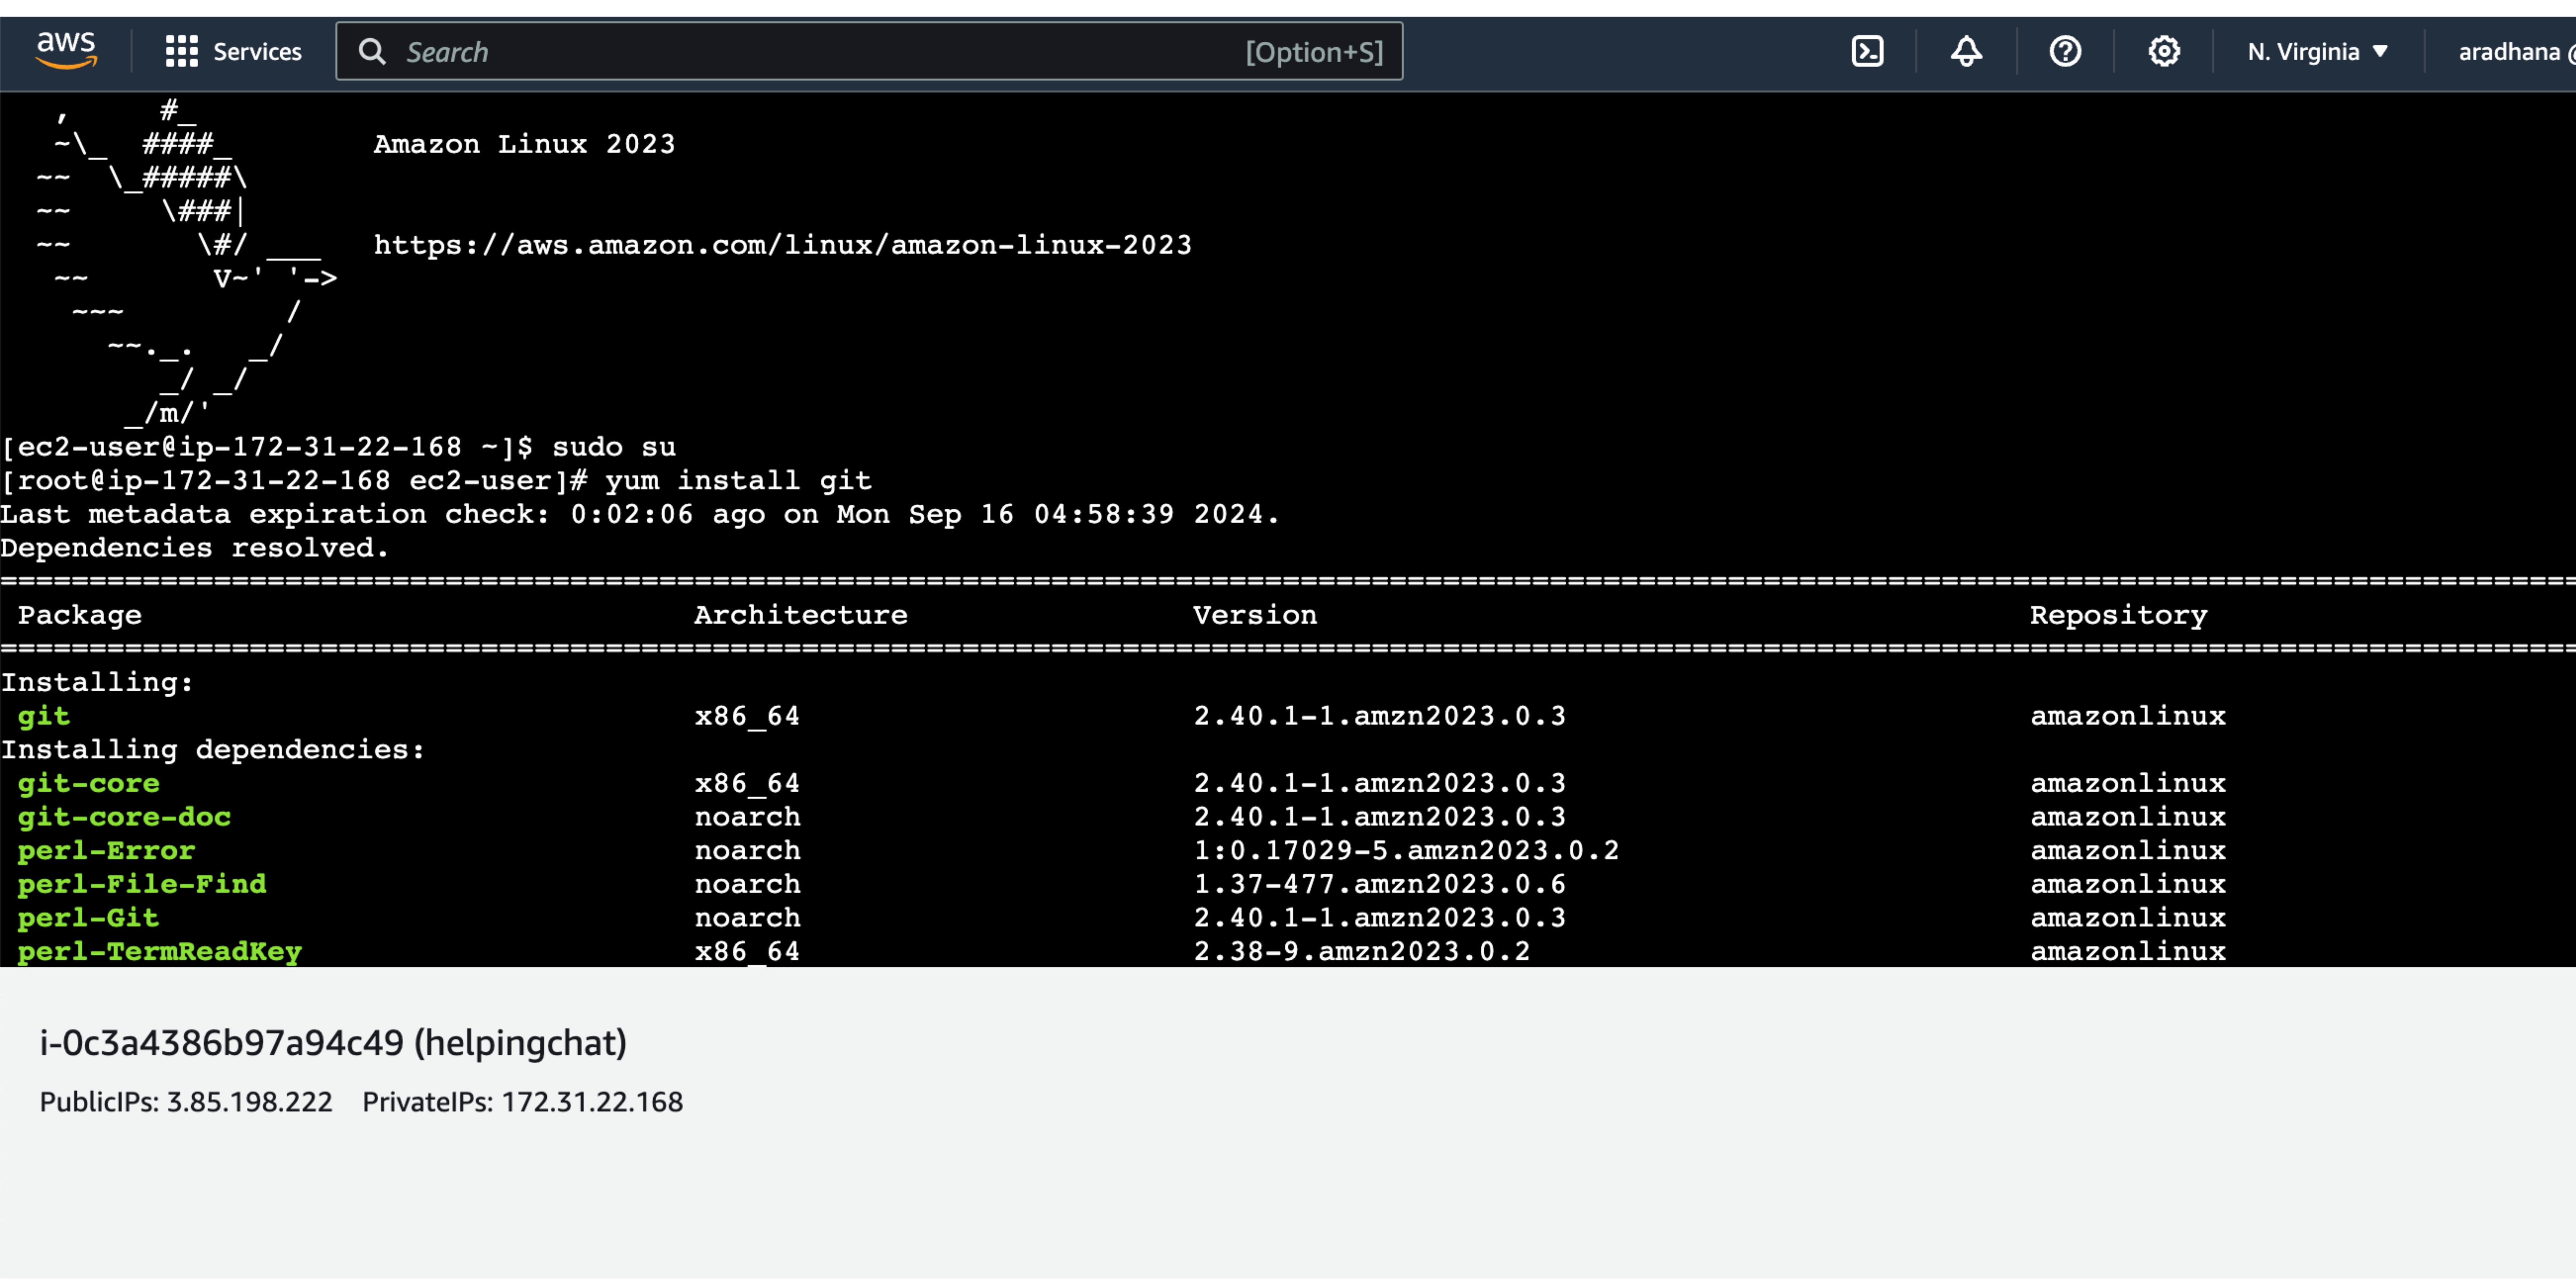 aws Services Search [Option+S] N. Virginia aradhana @
   ,     #_
   ~\_  ####_        Amazon Linux 2023
  ~~  \_#####\
  ~~     \###|
  ~~       \#/ ___   https://aws.amazon.com/linux/amazon-linux-2023
   ~~       V~' '->
    ~~~         /
      ~~._.   _/
         _/ _/
       _/m/'
[ec2-user@ip-172-31-22-168 ~]$ sudo su
[root@ip-172-31-22-168 ec2-user]# yum install git
Last metadata expiration check: 0:02:06 ago on Mon Sep 16 04:58:39 2024.
Dependencies resolved.
Package Architecture Version Repository
Installing:
git x86_64 2.40.1-1.amzn2023.0.3 amazonlinux
Installing dependencies:
git-core x86_64 2.40.1-1.amzn2023.0.3 amazonlinux
git-core-doc noarch 2.40.1-1.amzn2023.0.3 amazonlinux
perl-Error noarch 1:0.17029-5.amzn2023.0.2 amazonlinux
perl-File-Find noarch 1.37-477.amzn2023.0.6 amazonlinux
perl-Git noarch 2.40.1-1.amzn2023.0.3 amazonlinux
perl-TermReadKey x86_64 2.38-9.amzn2023.0.2 amazonlinux
i-0c3a4386b97a94c49 (helpingchat)
PublicIPs: 3.85.198.222 PrivateIPs: 172.31.22.168